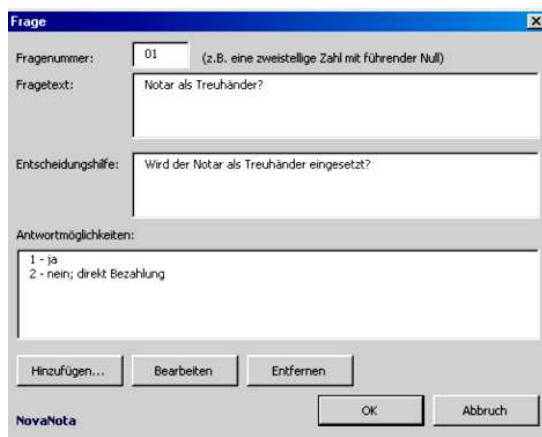 Frage
Fragenummer: 01 (z.B. eine zweistellige Zahl mit führender Null)
Fragetext: Notar als Treuhänder?
Entscheidungshilfe: Wird der Notar als Treuhänder eingesetzt?
Antwortmöglichkeiten:
1 - ja
2 - nein; direkt Bezahlung
Hinzufügen... Bearbeiten Entfernen
OK Abbruch
NovaNota